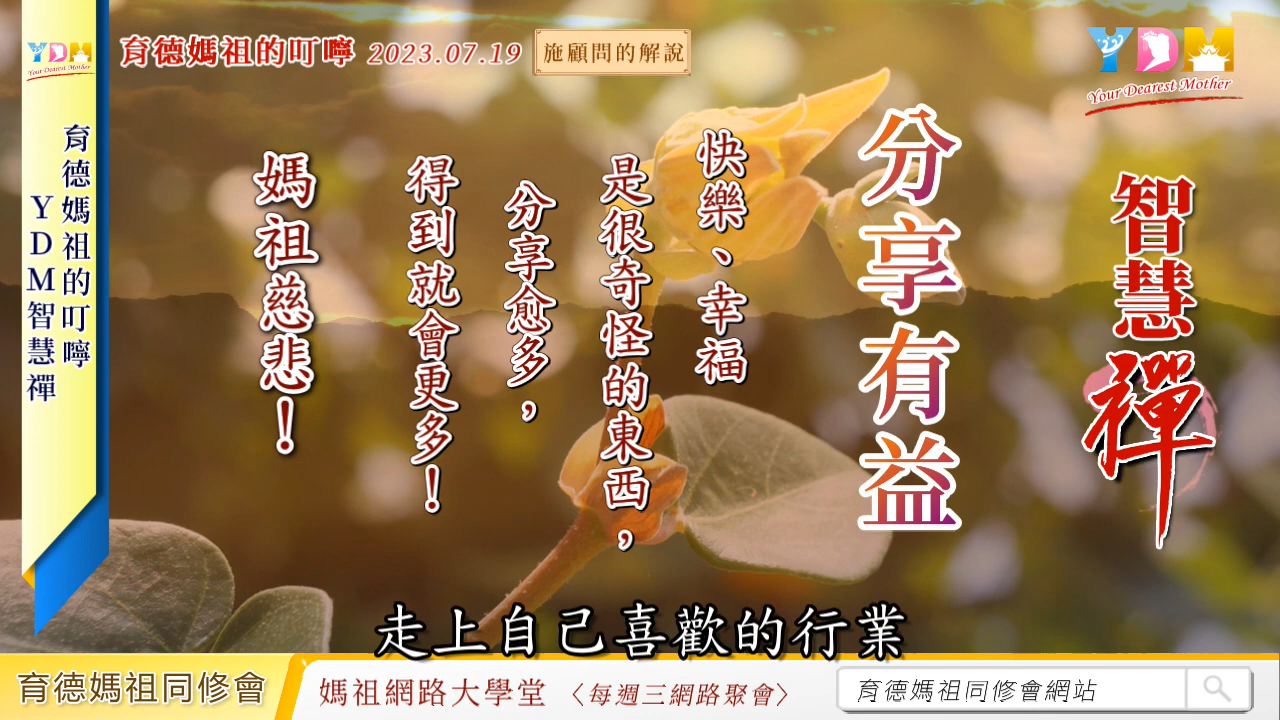 育德媽祖的叮嚀 2023.07.19 施顧問的解說
YDM
Your Dearest Mother
YDM
Your Dearest Mother
育德媽祖的叮嚀
YDM智慧禪
智慧禪
分享有益
快樂、幸福
是很奇怪的東西，
分享愈多，
得到就會更多！
媽祖慈悲！
走上自己喜歡的行業
育德媽祖同修會
媽祖網路大學堂 〈每週三網路聚會〉
育德媽祖同修會網站